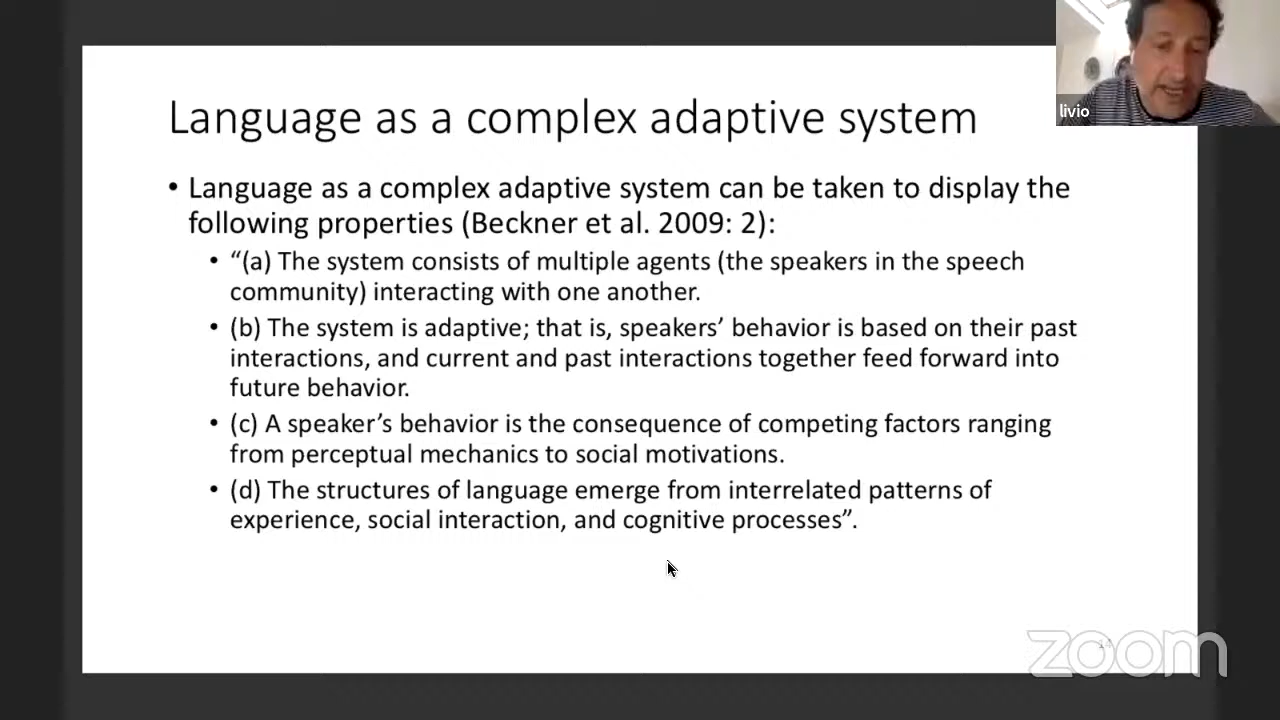 livio
Language as a complex adaptive system
• Language as a complex adaptive system can be taken to display the
following properties (Beckner et al. 2009: 2):
• “(a) The system consists of multiple agents (the speakers in the speech
community) interacting with one another.
• (b) The system is adaptive; that is, speakers’ behavior is based on their past
interactions, and current and past interactions together feed forward into
future behavior.
• (c) A speaker’s behavior is the consequence of competing factors ranging
from perceptual mechanics to social motivations.
• (d) The structures of language emerge from interrelated patterns of
experience, social interaction, and cognitive processes”.
14
zoom